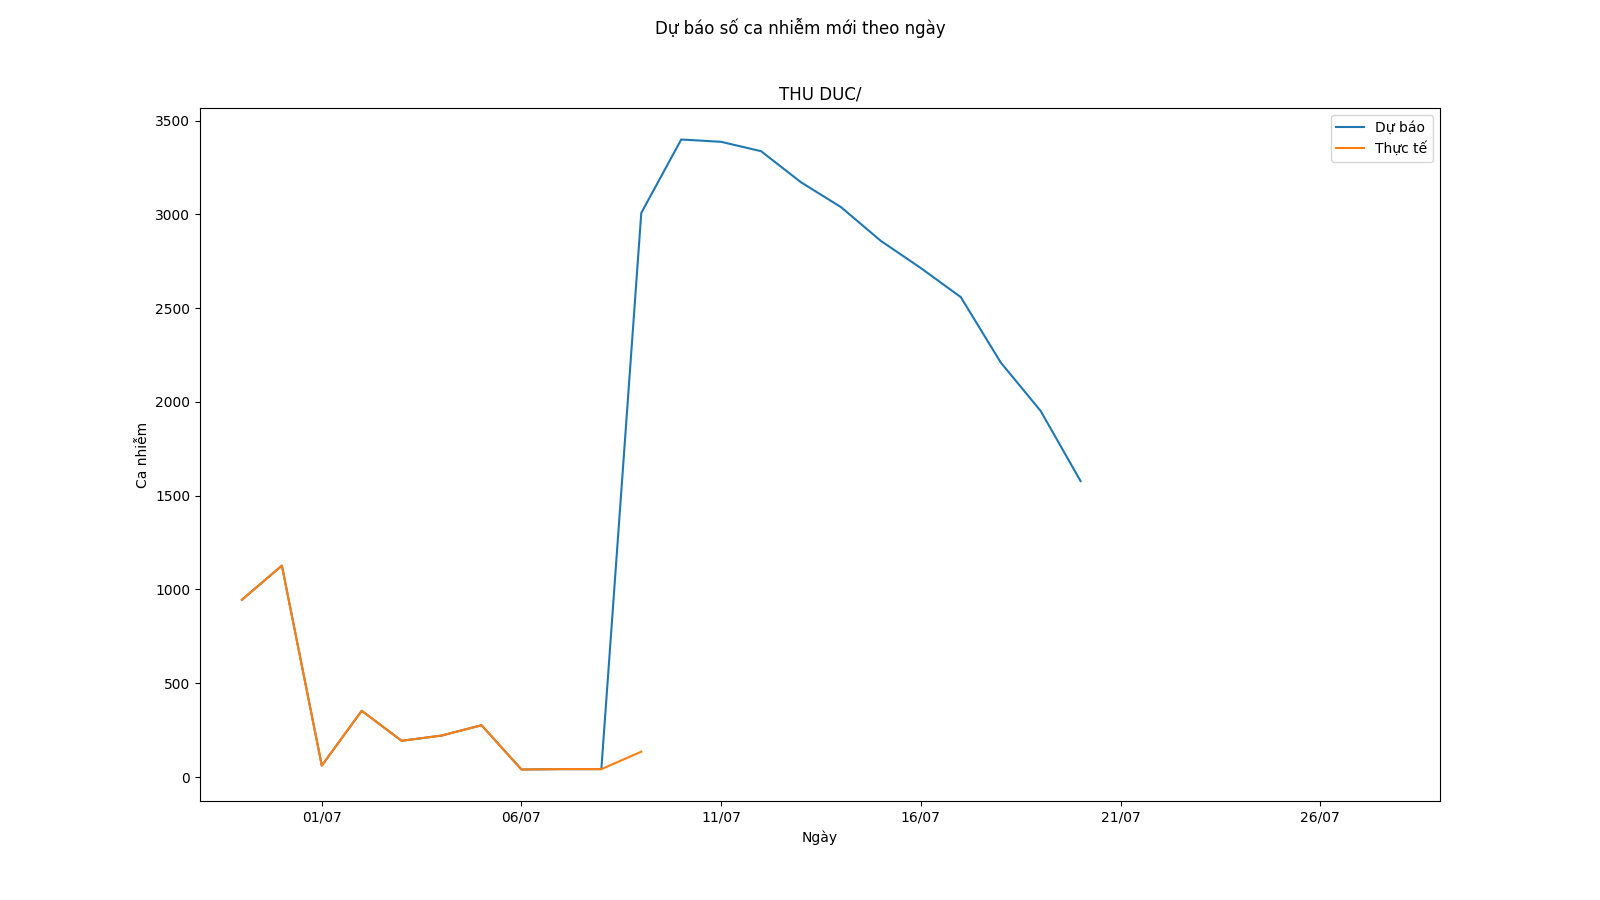 Dự báo số ca nhiễm mới theo ngày
THU DUC/
Dự báo
Thực tế
3500
3000
2500
2000
1500
1000
500
0
Ca nhiễm
01/07
06/07
11/07
16/07
21/07
26/07
Ngày